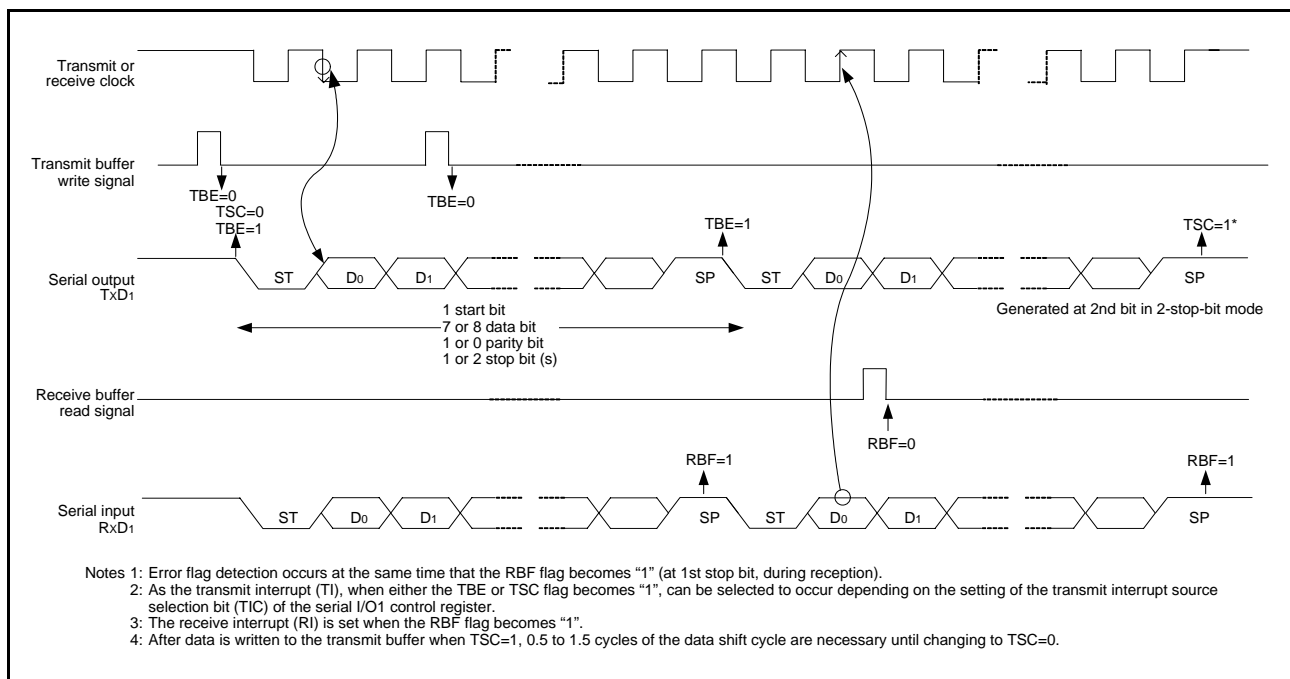 Transmit or
receive clock
Transmit buffer
write signal
TBE=0
TSC=0
TBE=1
TBE=0
TBE=1
TSC=1*
Serial output
TxD1
ST
D0
D1
SP
ST
D0
D1
SP
1 start bit
7 or 8 data bit
1 or 0 parity bit
1 or 2 stop bit (s)
Generated at 2nd bit in 2-stop-bit mode
Receive buffer
read signal
RBF=0
RBF=1
RBF=1
Serial input
RxD1
ST
D0
D1
SP
ST
D0
D1
SP
Notes 1: Error flag detection occurs at the same time that the RBF flag becomes “1” (at 1st stop bit, during reception).
2: As the transmit interrupt (TI), when either the TBE or TSC flag becomes “1”, can be selected to occur depending on the setting of the transmit interrupt source
selection bit (TIC) of the serial I/O1 control register.
3: The receive interrupt (RI) is set when the RBF flag becomes “1”.
4: After data is written to the transmit buffer when TSC=1, 0.5 to 1.5 cycles of the data shift cycle are necessary until changing to TSC=0.